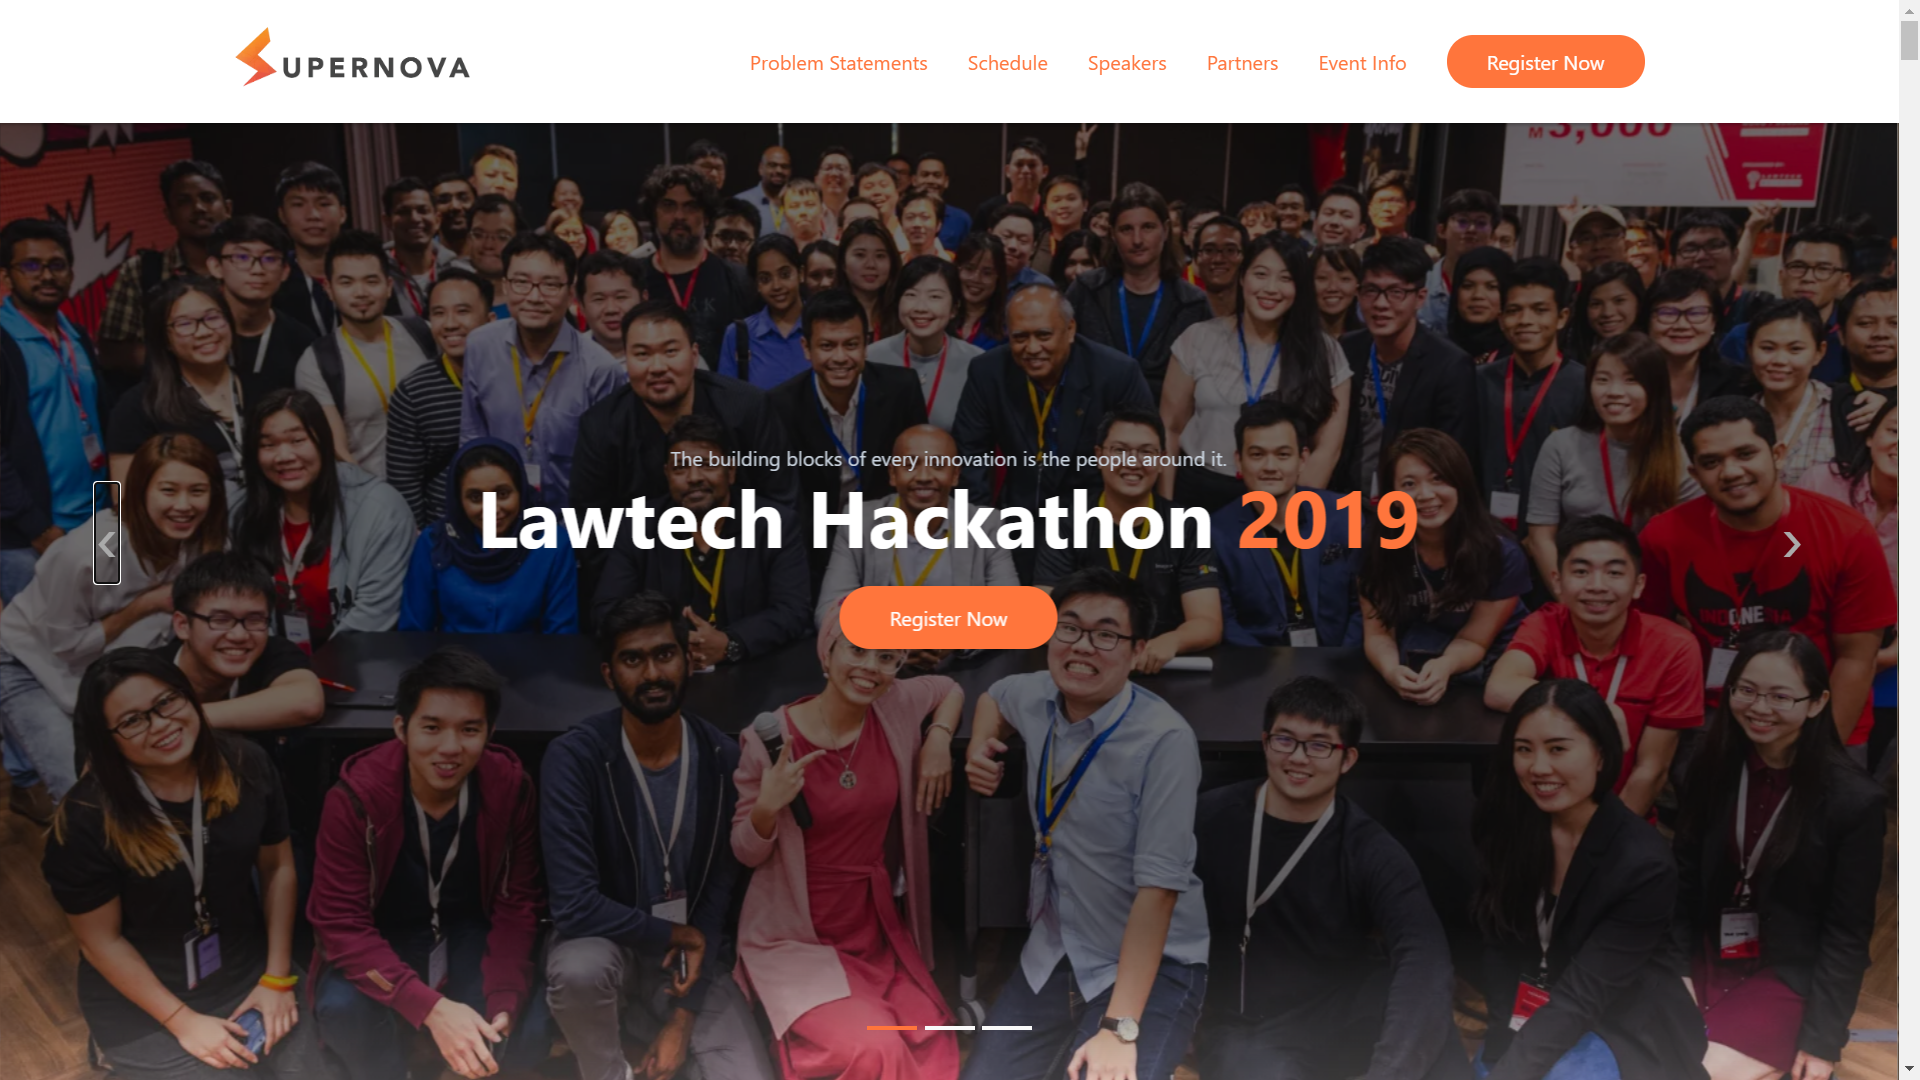 SUPERNOVA
Problem Statements
Schedule
Speakers
Partners
Event Info
Register Now
The building blocks of every innovation is the people around it.
Lawtech Hackathon 2019
Register Now